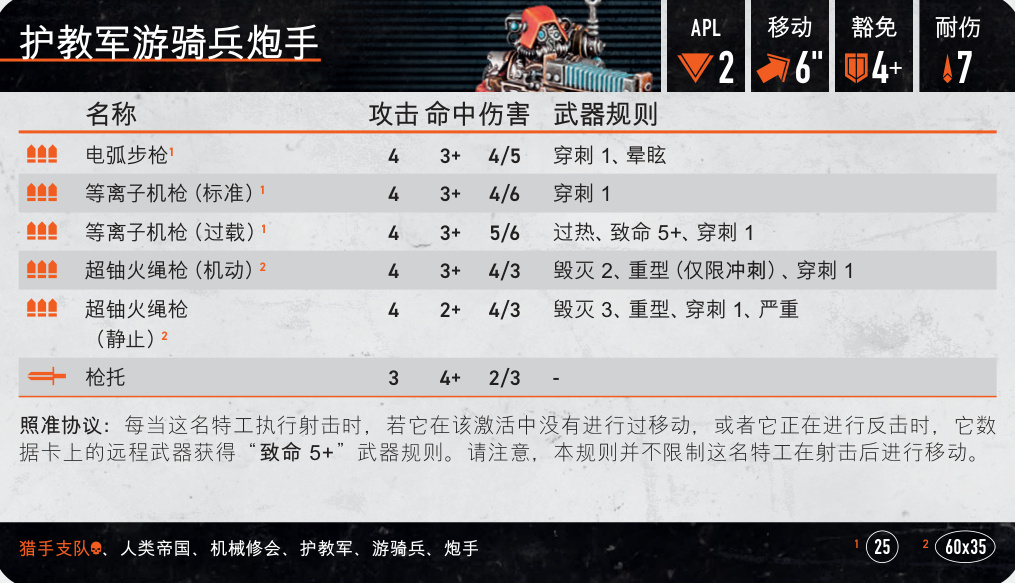 护教军游骑兵炮手
APL 移动 豁免 耐伤
2 6" 4+ 7
名称 攻击 命中 伤害 武器规则
电弧步枪1 4 3+ 4/5 穿刺 1、晕眩
等离子机枪（标准）1 4 3+ 4/6 穿刺 1
等离子机枪（过载）1 4 3+ 5/6 过热、致命 5+、穿刺 1
超铀火绳枪（机动）2 4 3+ 4/3 毁灭 2、重型（仅限冲刺）、穿刺 1
超铀火绳枪 4 2+ 4/3 毁灭 3、重型、穿刺 1、严重
（静止）2
枪托 3 4+ 2/3 -
照准协议：每当这名特工执行射击时，若它在该激活中没有进行过移动，或者它正在进行反击时，它数
据卡上的远程武器获得“致命 5+”武器规则。请注意，本规则并不限制这名特工在射击后进行移动。
猎手支队、人类帝国、机械修会、护教军、游骑兵、炮手 1 25 2 60x35